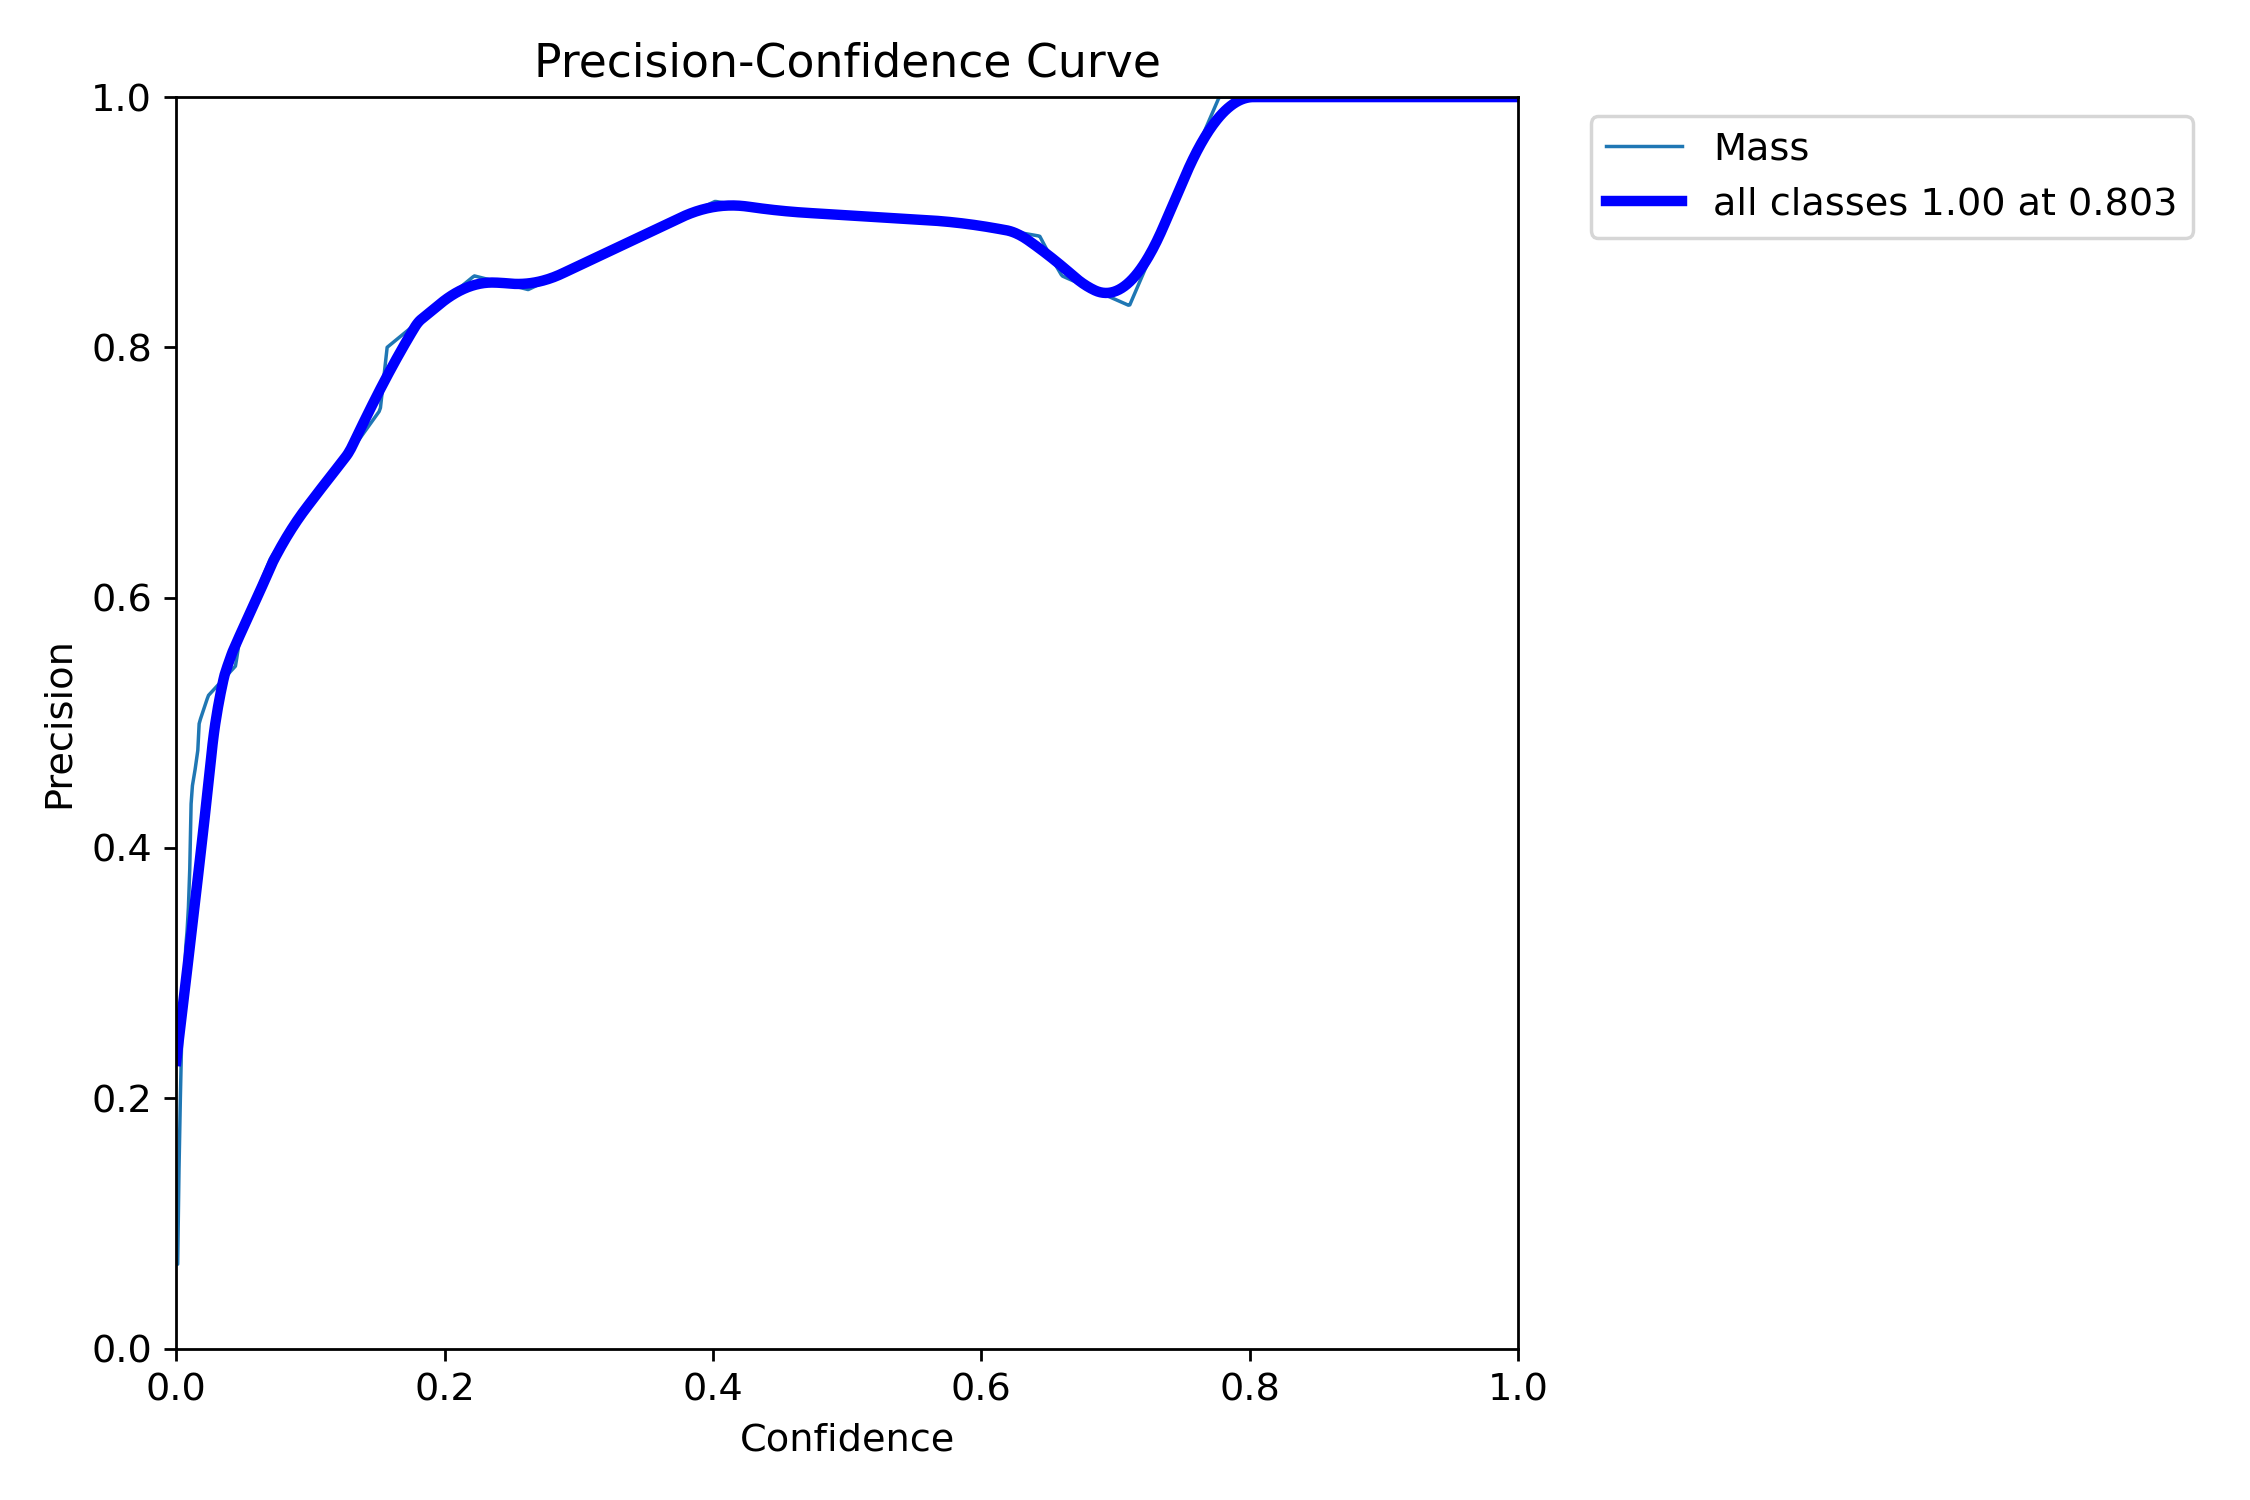 Precision-Confidence Curve
1.0
0.8
0.6
0.4
0.2
0.0
Precision
0.0 0.2 0.4 0.6 0.8 1.0
Confidence
Mass
all classes 1.00 at 0.803